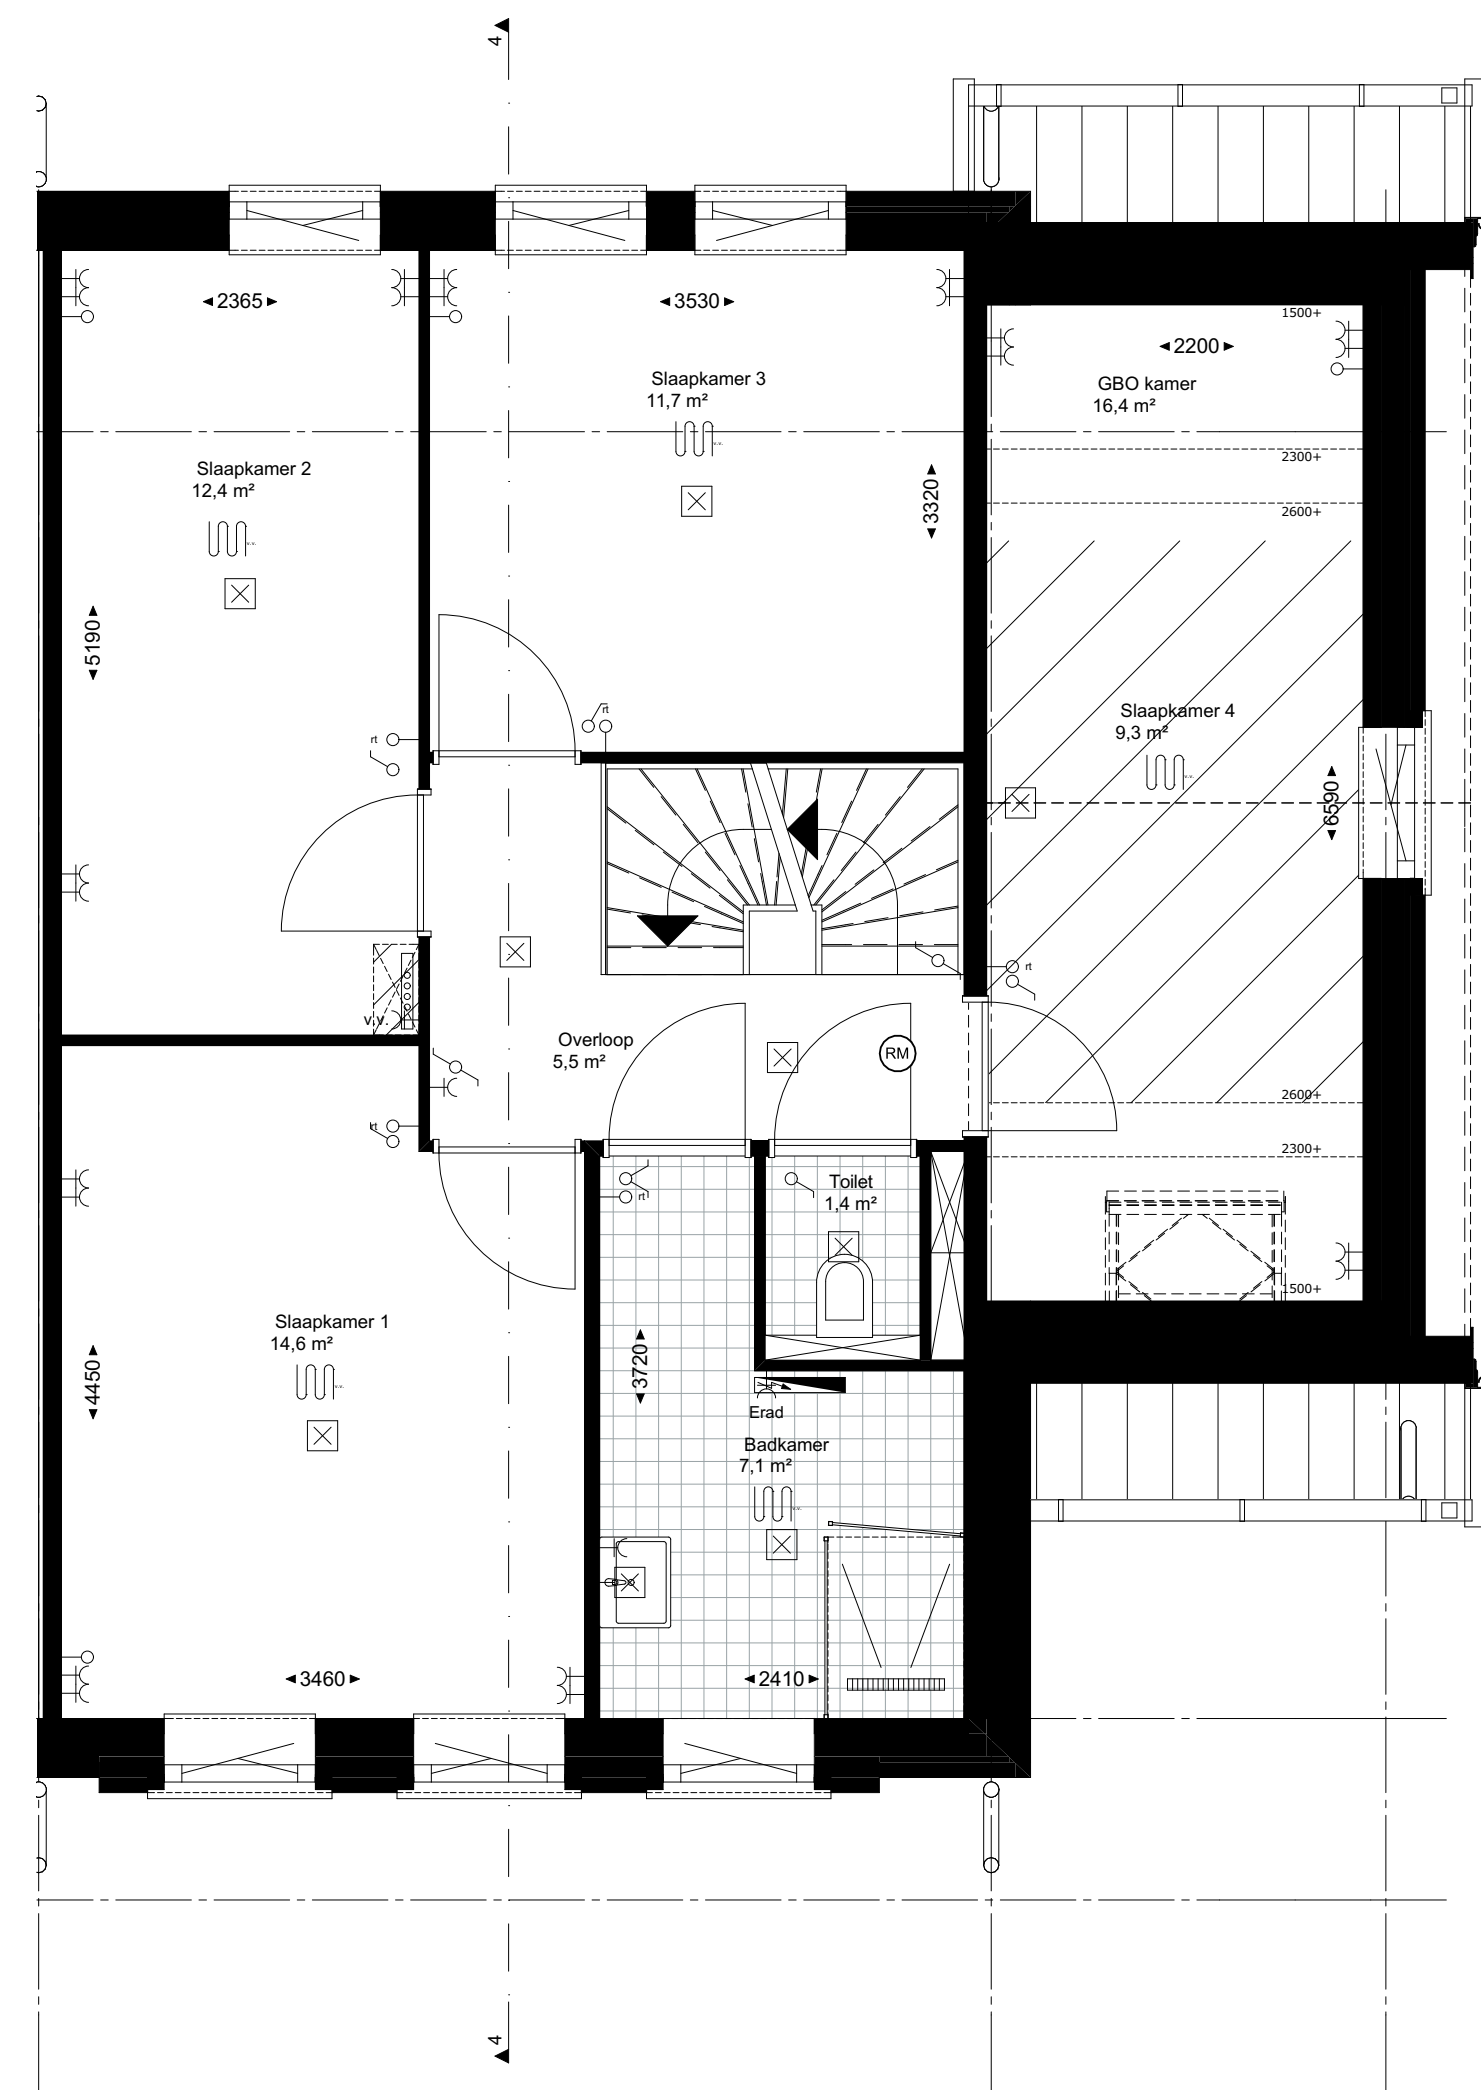 4
2365
3530
1500+
2200
GBO kamer
16,4 m²
Slaapkamer 3
11,7 m²
v.v.
2300+
Slaapkamer 2
12,4 m²
3320
2600+
v.v.
5190
rt
rt
Slaapkamer 4
9,3 m²
v.v.
6590
rt
v.v.
Overloop
5,5 m²
RM
2600+
rt
2300+
Toilet
1,4 m²
rt
1500+
Slaapkamer 1
14,6 m²
4450
3720
v.v.
Erad
Badkamer
7,1 m²
v.v.
3460
2410
4